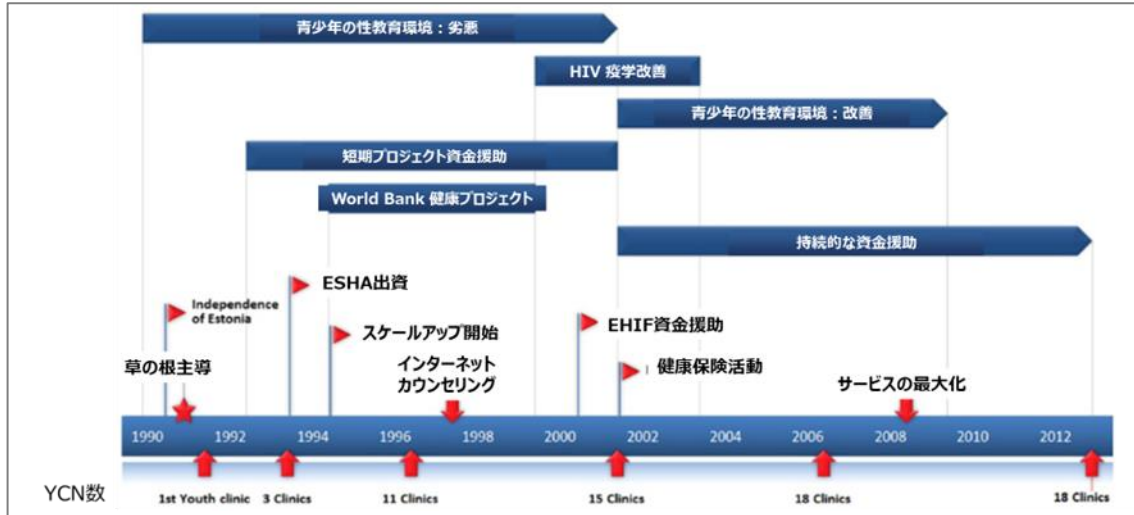 青少年の性教育環境：劣悪
HIV 疫学改善
青少年の性教育環境：改善
短期プロジェクト資金援助
World Bank 健康プロジェクト
持続的な資金援助
ESHA出資
Independence
of Estonia
スケールアップ開始
EHIF資金援助
草の根主導
インターネット
カウンセリング
健康保険活動
サービスの最大化
1990 1992 1994 1996 1998 2000 2002 2004 2006 2008 2010 2012
YCN数
1st Youth clinic 3 Clinics 11 Clinics 15 Clinics 18 Clinics 18 Clinics